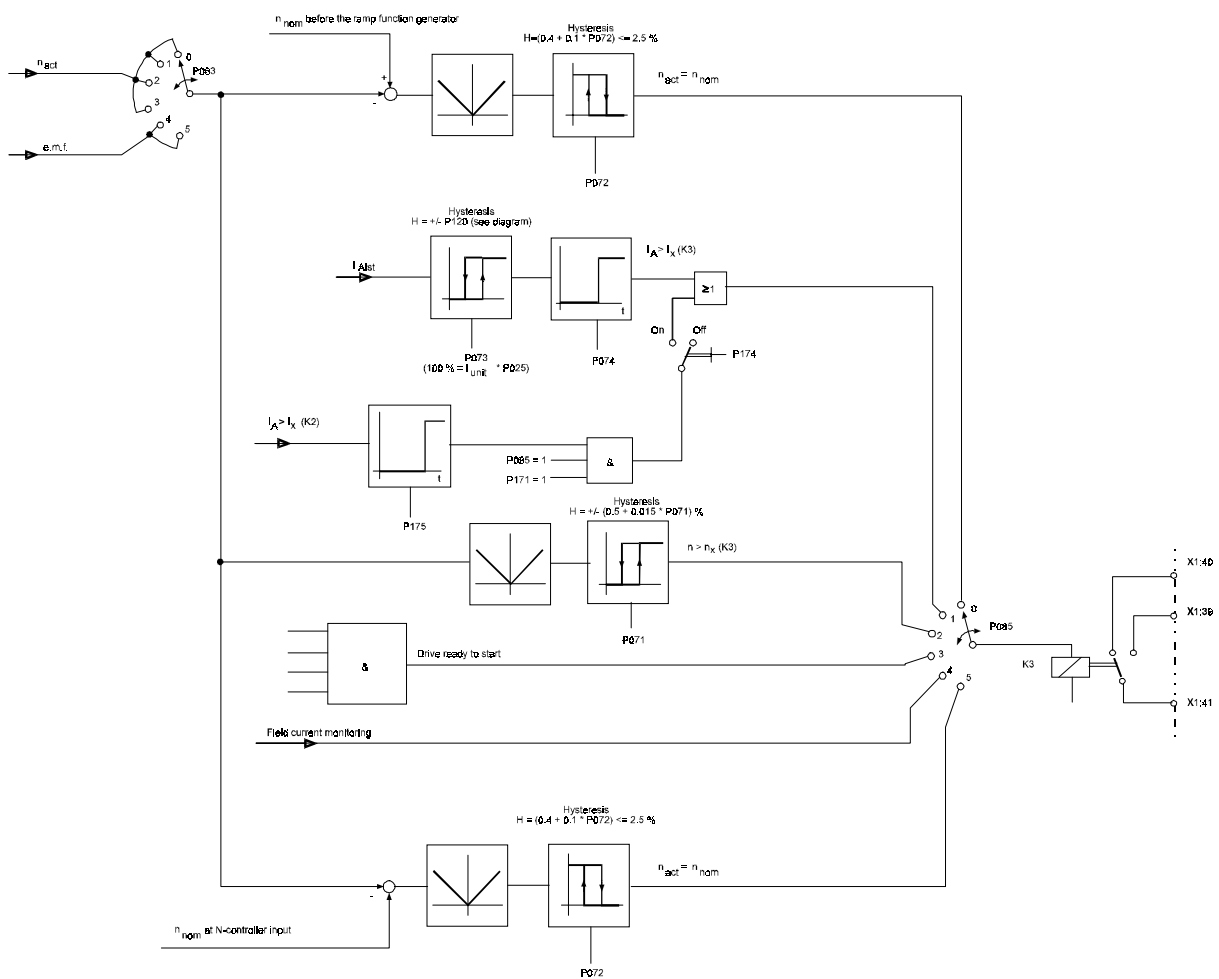 n nom before the ramp function generator
Hysteresis
H=(0.4 + 0.1 * P072) <= 2.5 %
n act
0
1
P083
2
3
4
5
e.m.f.
+
-
n act = n nom
P072
Hysteresis
H = +/- P120 (see diagram)
I AIst
I A > I X (K3)
≥1
t
On
Off
P174
P073
(100 % = I unit * P025)
P074
I A > I X (K2)
t
P085 = 1
P171 = 1
&
P175
Hysteresis
H = +/- (0.5 + 0.015 * P071) %
n > n X (K3)
P071
&
Drive ready to start
0
1
P085
2
3
4
5
K3
X1:40
X1:39
X1:41
Field current monitoring
Hysteresis
H = (0.4 + 0.1 * P072) <= 2.5 %
n act = n nom
-
n nom at N-controller input
P072